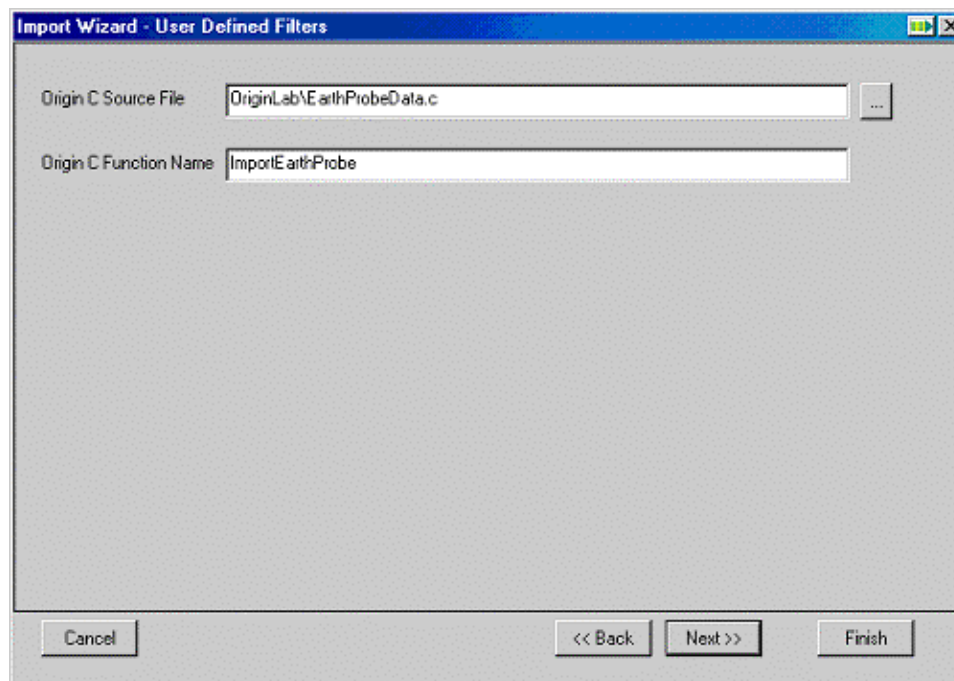 Import Wizard - User Defined Filters
Origin C Source File OriginLab\EarthProbeData.c ...
Origin C Function Name ImportEarthProbe
Cancel << Back Next >> Finish